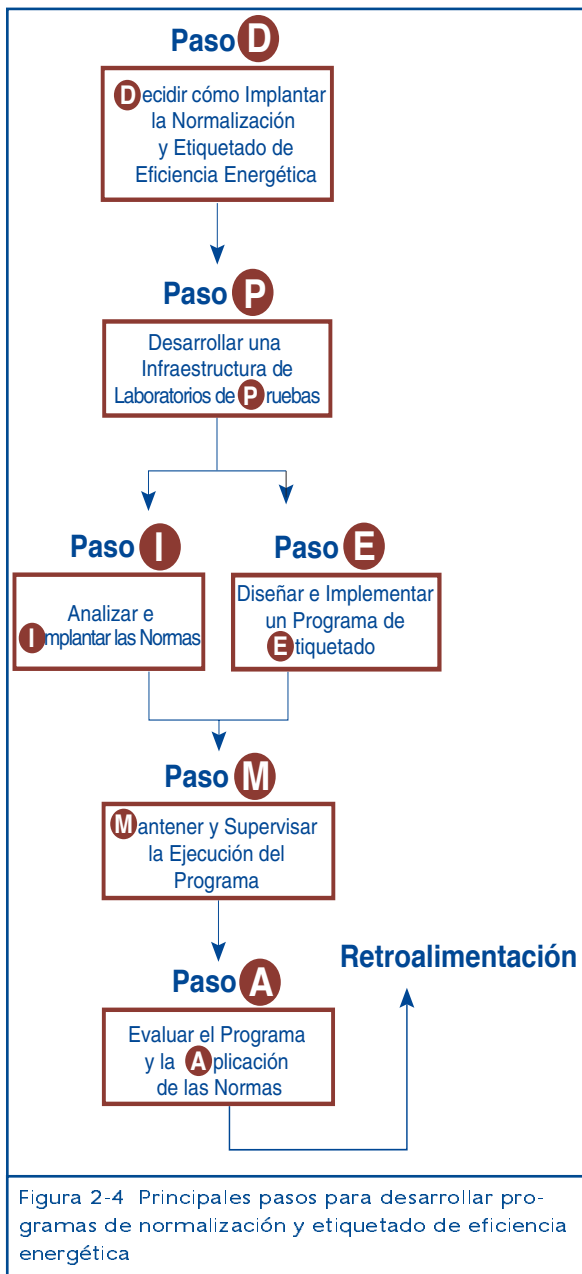 Paso D
Decidir cómo Implantar
la Normalización
y Etiquetado de
Eficiencia Energética
Paso P
Desarrollar una
Infraestructura de
Laboratorios de Pruebas
Paso I
Analizar e
Implantar las Normas
Paso E
Diseñar e Implementar
un Programa de
Etiquetado
Paso M
Mantener y Supervisar
la Ejecución del
Programa
Paso A
Evaluar el Programa
y la Aplicación
de las Normas
Retroalimentación
Figura 2-4 Principales pasos para desarrollar pro-
gramas de normalización y etiquetado de eficiencia
energética